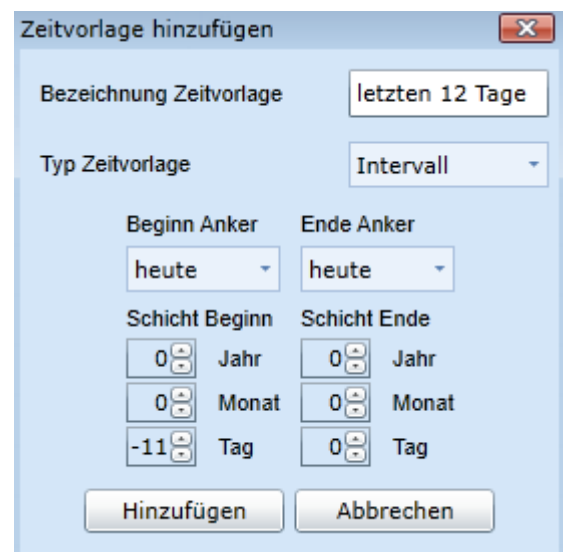 Zeitvorlage hinzufügen
Bezeichnung Zeitvorlage letzten 12 Tage
Typ Zeitvorlage Intervall
Beginn Anker Ende Anker
heute heute
Schicht Beginn Schicht Ende
0 Jahr 0 Jahr
0 Monat 0 Monat
-11 Tag 0 Tag
Hinzufügen Abbrechen